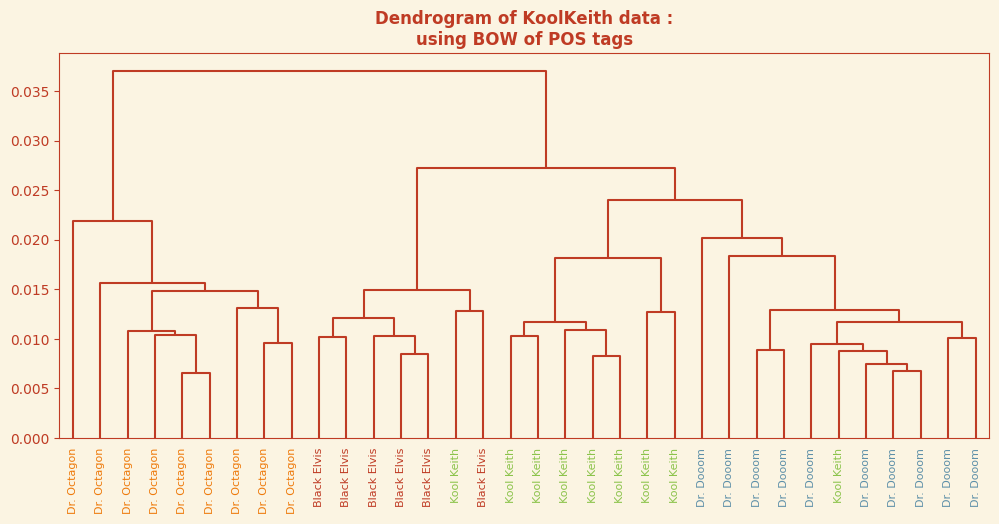 Dendrogram of KoolKeith data :
using BOW of POS tags
0.035
0.030
0.025
0.020
0.015
0.010
0.005
0.000
Dr. Octagon
Dr. Octagon
Dr. Octagon
Dr. Octagon
Dr. Octagon
Dr. Octagon
Dr. Octagon
Dr. Octagon
Dr. Octagon
Black Elvis
Black Elvis
Black Elvis
Black Elvis
Black Elvis
Kool Keith
Black Elvis
Kool Keith
Kool Keith
Kool Keith
Kool Keith
Kool Keith
Kool Keith
Kool Keith
Dr. Dooom
Dr. Dooom
Dr. Dooom
Dr. Dooom
Dr. Dooom
Kool Keith
Dr. Dooom
Dr. Dooom
Dr. Dooom
Dr. Dooom
Dr. Dooom